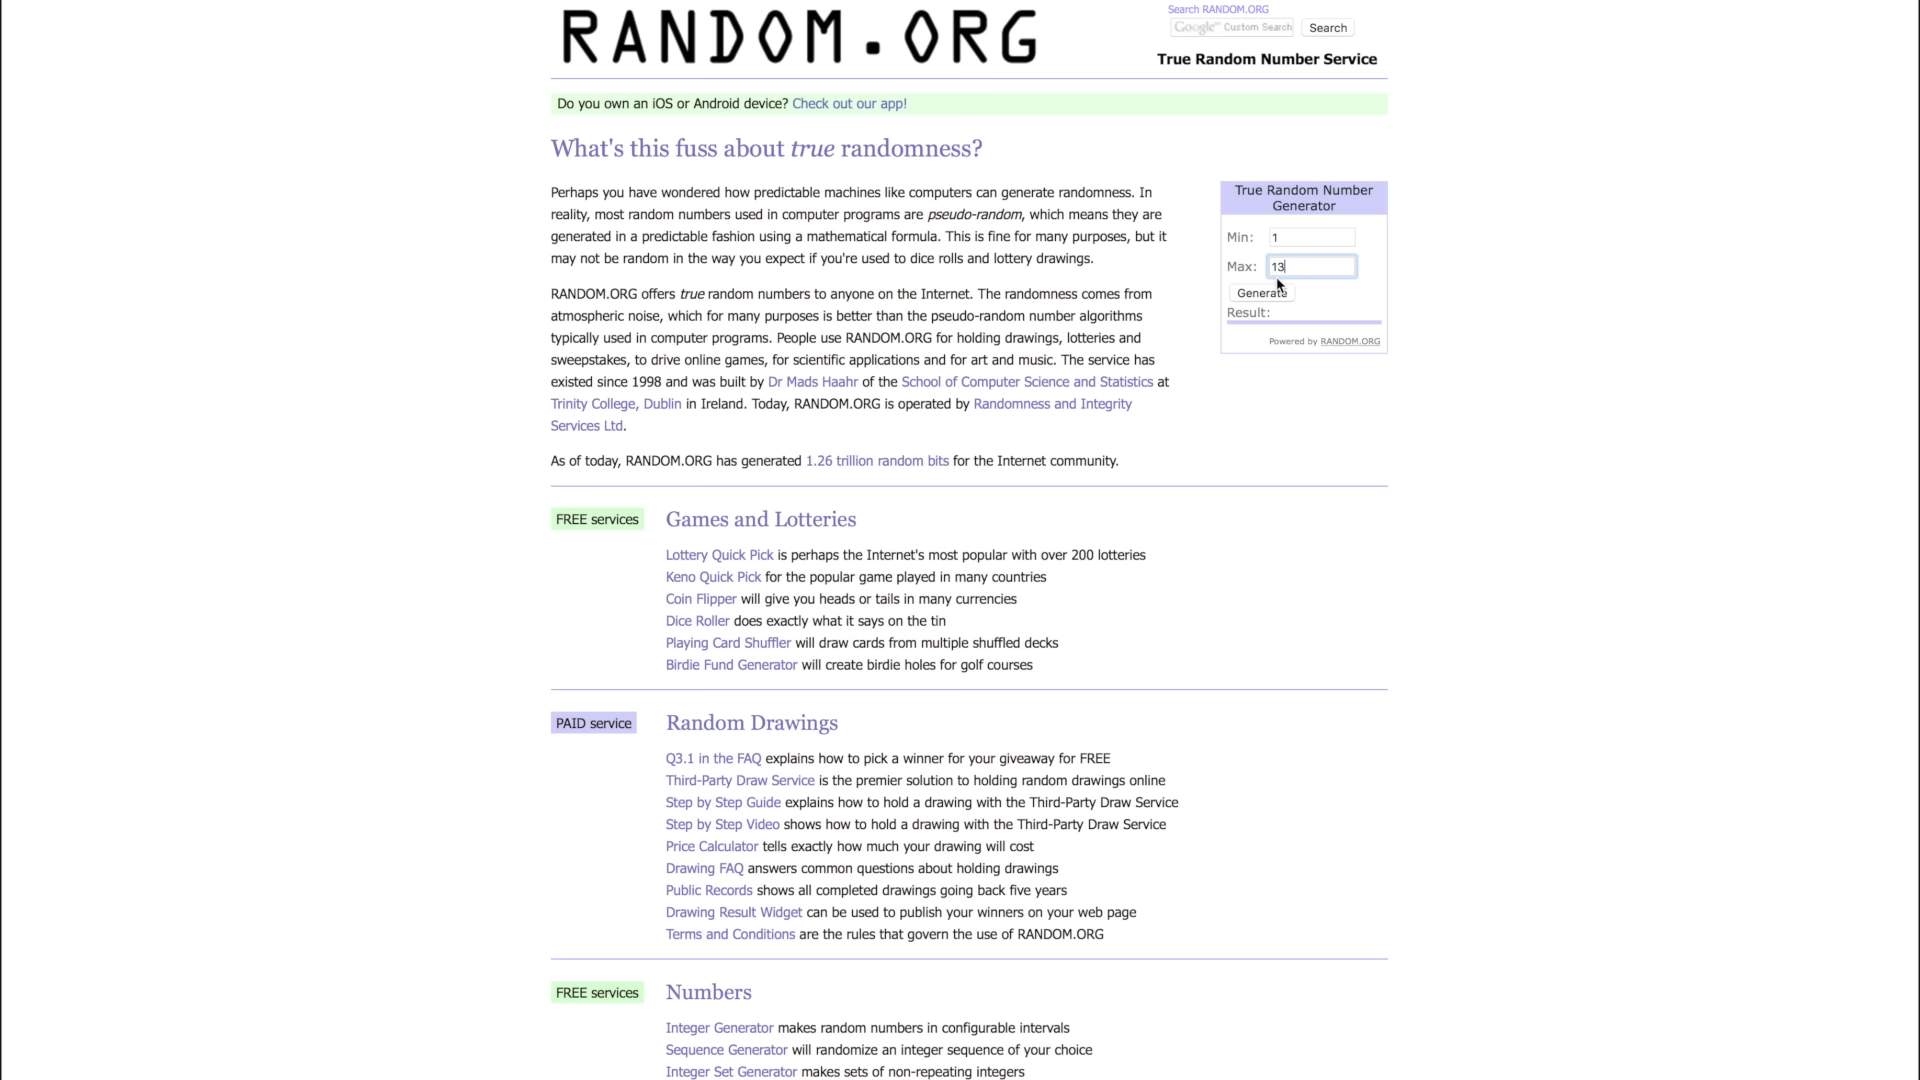 RANDOM.ORG
Search RANDOM.ORG
Google™ Custom Search Search
True Random Number Service
Do you own an iOS or Android device? Check out our app!
What's this fuss about true randomness?
Perhaps you have wondered how predictable machines like computers can generate randomness. In
reality, most random numbers used in computer programs are pseudo-random, which means they are
generated in a predictable fashion using a mathematical formula. This is fine for many purposes, but it
may not be random in the way you expect if you're used to dice rolls and lottery drawings.
RANDOM.ORG offers true random numbers to anyone on the Internet. The randomness comes from
atmospheric noise, which for many purposes is better than the pseudo-random number algorithms
typically used in computer programs. People use RANDOM.ORG for holding drawings, lotteries and
sweepstakes, to drive online games, for scientific applications and for art and music. The service has
existed since 1998 and was built by Dr Mads Haahr of the School of Computer Science and Statistics at
Trinity College, Dublin in Ireland. Today, RANDOM.ORG is operated by Randomness and Integrity
Services Ltd.
As of today, RANDOM.ORG has generated 1.26 trillion random bits for the Internet community.
True Random Number
Generator
Min: 1
Max: 13
Generate
Result:
Powered by RANDOM.ORG
FREE services
Games and Lotteries
Lottery Quick Pick is perhaps the Internet's most popular with over 200 lotteries
Keno Quick Pick for the popular game played in many countries
Coin Flipper will give you heads or tails in many currencies
Dice Roller does exactly what it says on the tin
Playing Card Shuffler will draw cards from multiple shuffled decks
Birdie Fund Generator will create birdie holes for golf courses
PAID service
Random Drawings
Q3.1 in the FAQ explains how to pick a winner for your giveaway for FREE
Third-Party Draw Service is the premier solution to holding random drawings online
Step by Step Guide explains how to hold a drawing with the Third-Party Draw Service
Step by Step Video shows how to hold a drawing with the Third-Party Draw Service
Price Calculator tells exactly how much your drawing will cost
Drawing FAQ answers common questions about holding drawings
Public Records shows all completed drawings going back five years
Drawing Result Widget can be used to publish your winners on your web page
Terms and Conditions are the rules that govern the use of RANDOM.ORG
FREE services
Numbers
Integer Generator makes random numbers in configurable intervals
Sequence Generator will randomize an integer sequence of your choice
Integer Set Generator makes sets of non-repeating integers